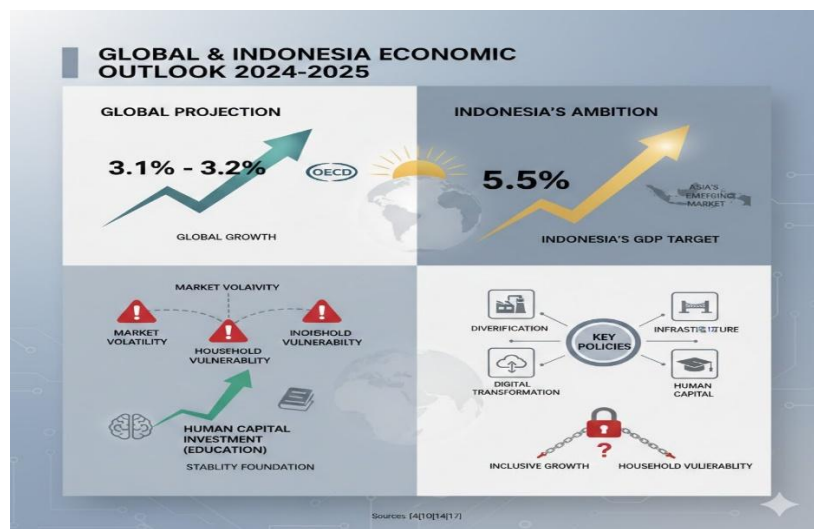 GLOBAL & INDONESIA ECONOMIC
OUTLOOK 2024-2025
GLOBAL PROJECTION
3.1% - 3.2%
OECD
GLOBAL GROWTH
INDONESIA'S AMBITION
5.5%
ASIA'S
EMEFGING
MARKET
INDONESIA'S GDP TARGET
MARKET VOLAIVITY
MARKET
VOLATILITY
HOUSEHOLD
VULNERABLITY
VULNERABILTY
HUMAN CAPITAL
INVESTMENT
(EDUCATION)
STABLITY FOUNDATION
DIVERIFICATION
KEY
POLICIES
DIGITAL
TRANSFORMATION
HUMAN
CAPITAL
?
INCLUSIVE GROWTH
HOUSEHOLD VULIERABLITY
Sources [4[10[14[17]